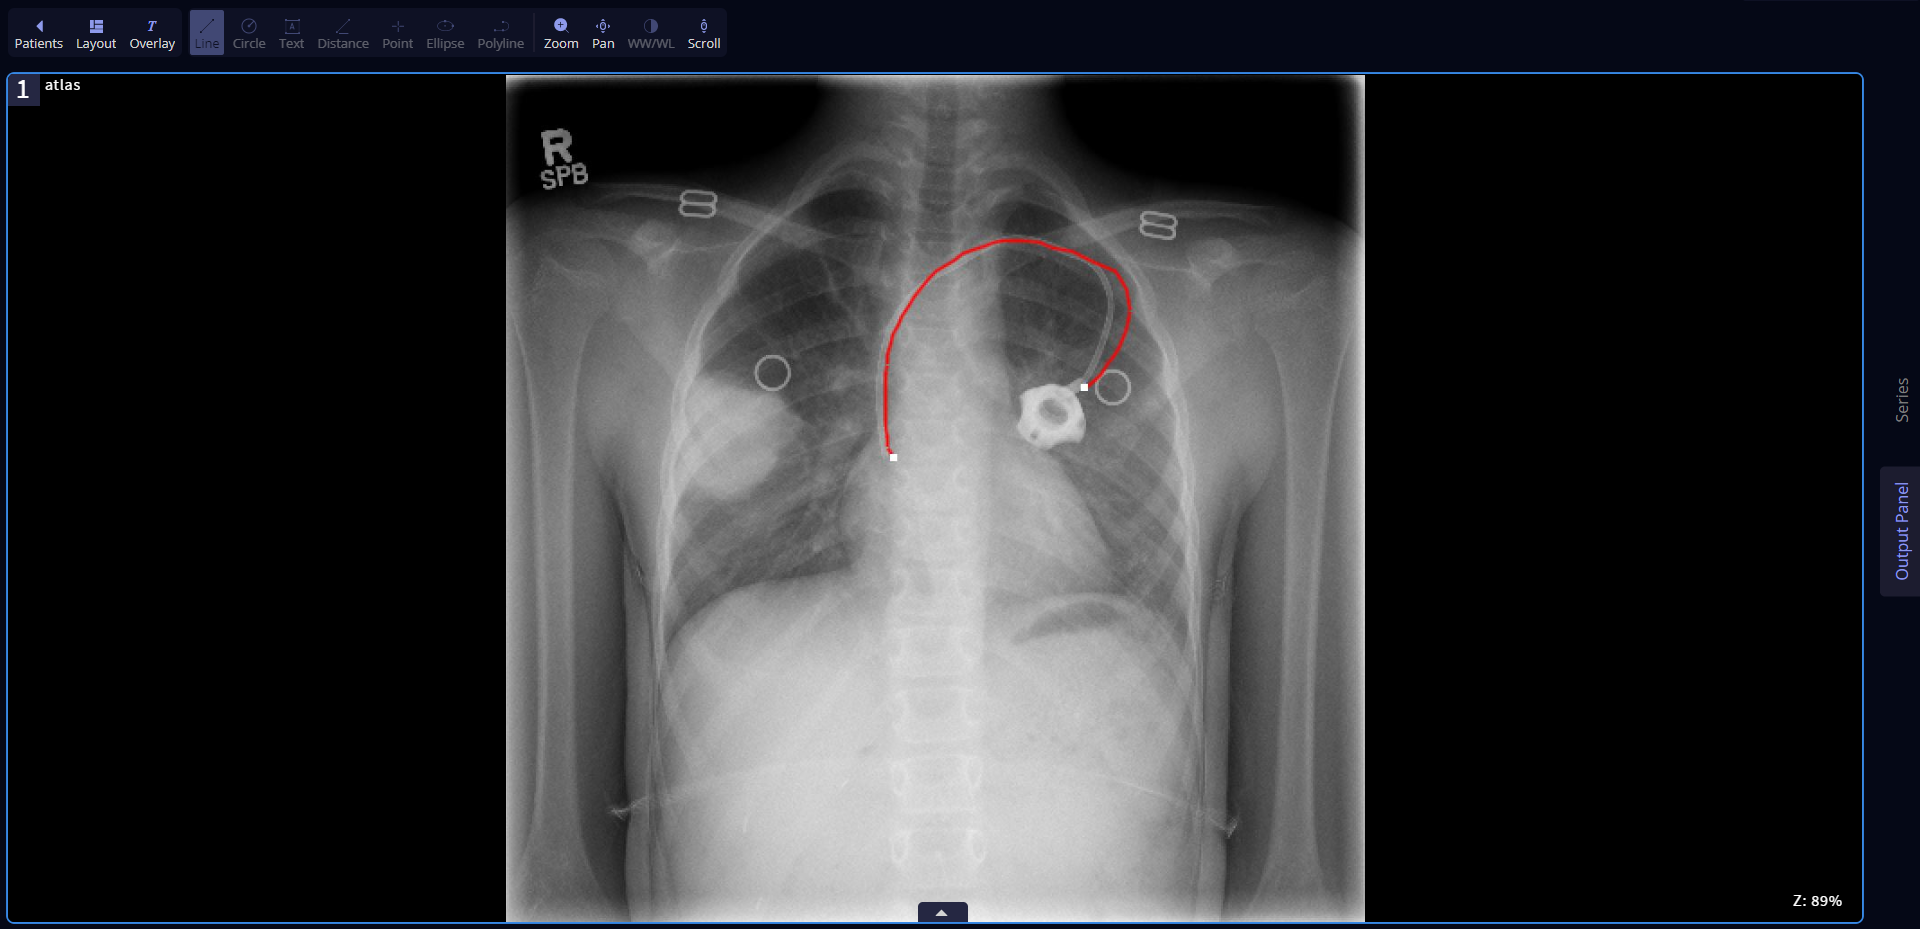 Patients Layout Overlay Line Circle Text Distance Point Ellipse Polyline Zoom Pan WW/WL Scroll
1 atlas
R
SPB
Series
Output Panel
Z: 89%